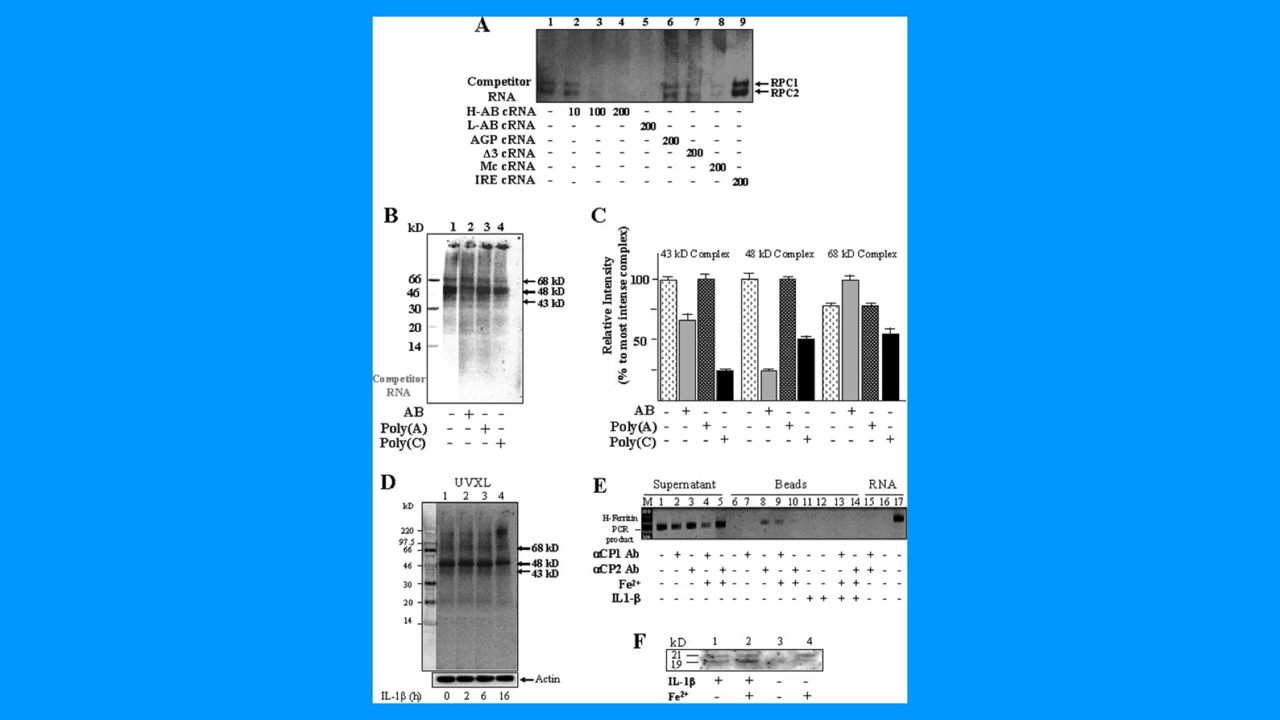 A
1 2 3 4 5 6 7 8 9
Competitor
RNA
RPC1
RPC2
H-AB cRNA - 10 100 200 - - - - -
L-AB cRNA - - - - 200 - - - -
AGP cRNA - - - - - 200 - - -
Δ3 cRNA - - - - - - 200 - -
Mc cRNA - - - - - - - 200 -
IRE cRNA - - - - - - - - 200
B
kD 1 2 3 4
66
46
30
20
14
68 kD
48 kD
43 kD
Competitor
RNA
AB - + - -
Poly(A) - - + -
Poly(C) - - - +
C
Relative Intensity
(% to most intense complex)
43 kD Complex 48 kD Complex 68 kD Complex
100
50
AB - + - - - + - - - + - -
Poly(A) - - + - - - + - - - + -
Poly(C) - - - + - - - + - - - +
D
UVXL
kD 1 2 3 4
220
97.5
66
46
30
20
14
68 kD
48 kD
43 kD
Actin
IL-1β (h) 0 2 6 16
E
Supernatant Beads RNA
M 1 2 3 4 5 6 7 8 9 10 11 12 13 14 15 16 17
H-Ferritin
PCR
product
αCP1 Ab - + - + - - + - + - - - + - + - -
αCP2 Ab - - + - + - - + - + - - - + + - -
Fe2+ - - - + + - - - + + - - + + - - -
IL1-β - - - - - - - - - - + + + + - - -
F
kD 1 2 3 4
21
19
IL-1β + + - -
Fe2+ - + - +